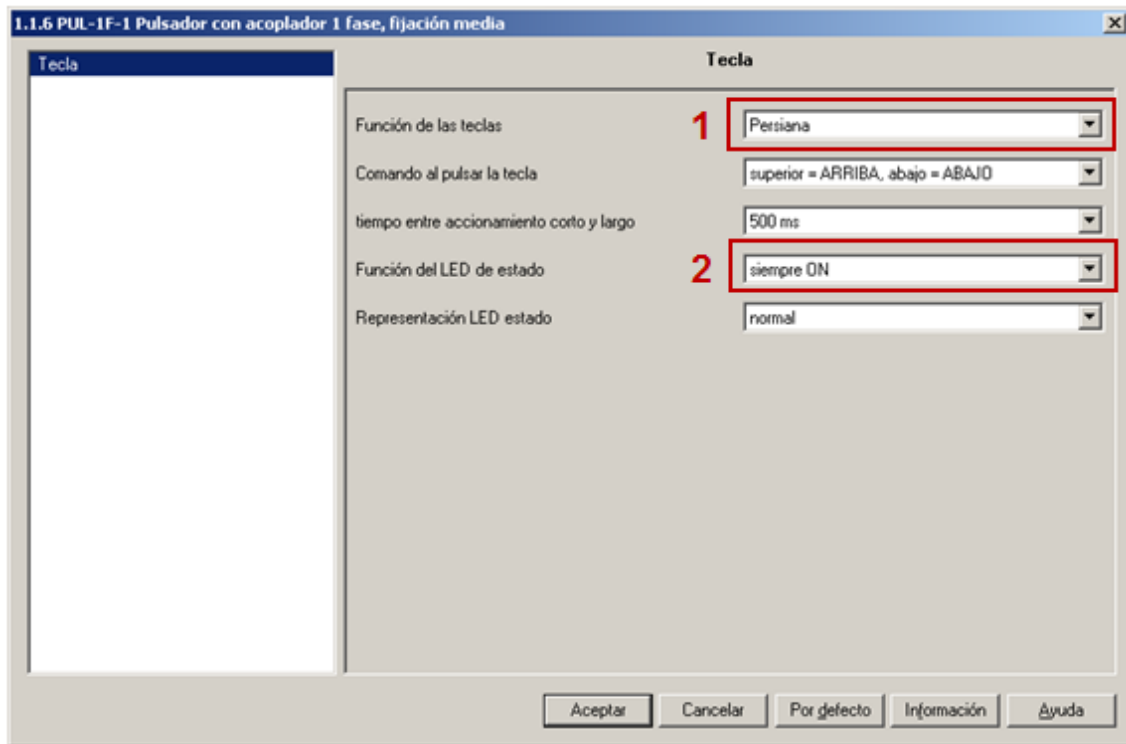 1.1.6 PUL-1F-1 Pulsador con acoplador 1 fase, fijación media
Tecla
Tecla
Función de las teclas 1 Persiana
Comando al pulsar la tecla superior = ARRIBA, abajo = ABAJO
tiempo entre accionamiento corto y largo 500 ms
Función del LED de estado 2 siempre ON
Representación LED estado normal
Aceptar Cancelar Por defecto Información Ayuda